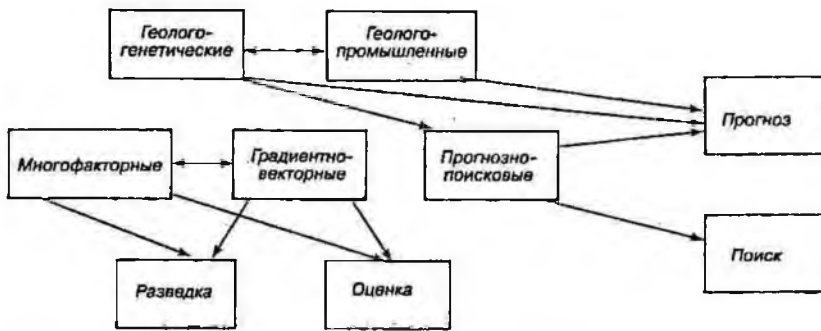 Геолого-
генетические
Геолого-
промышленные
Прогноз
Многофакторные
Градиентно-
векторные
Прогнозно-
поисковые
Поиск
Разведка
Оценка